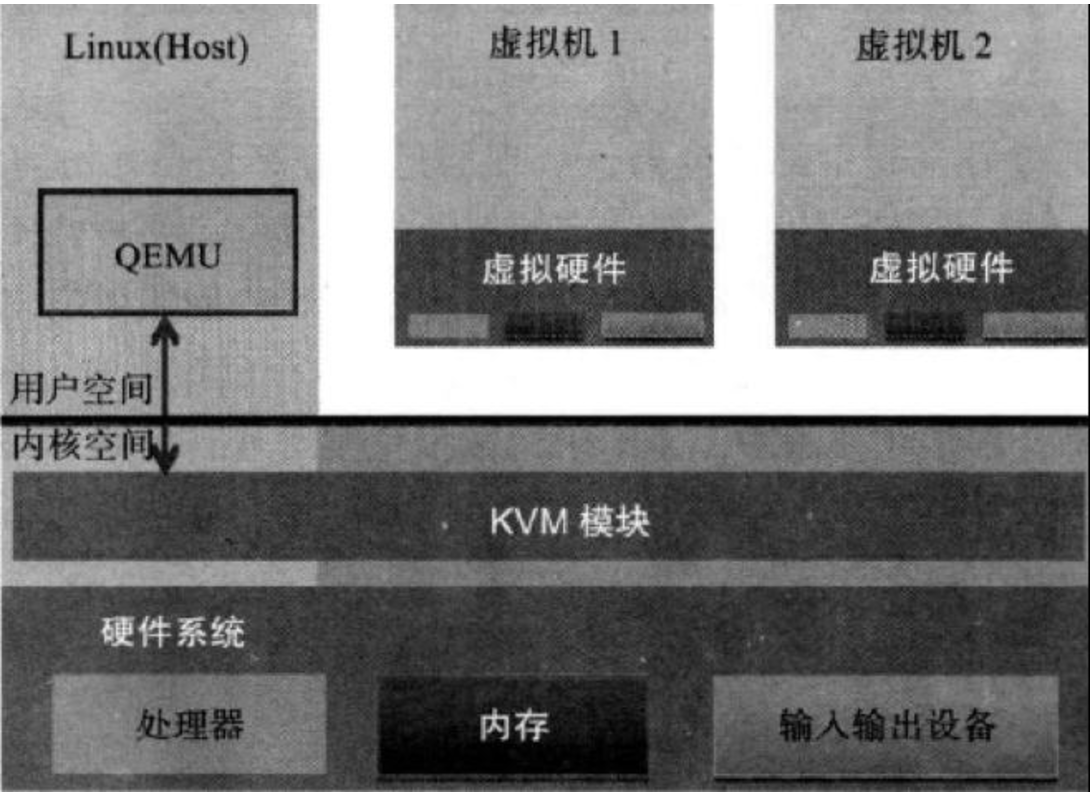 Linux(Host)
虚拟机 1
虚拟机 2
QEMU
虚拟硬件
虚拟硬件
用户空间
内核空间
KVM 模块
硬件系统
处理器
内存
输入输出设备